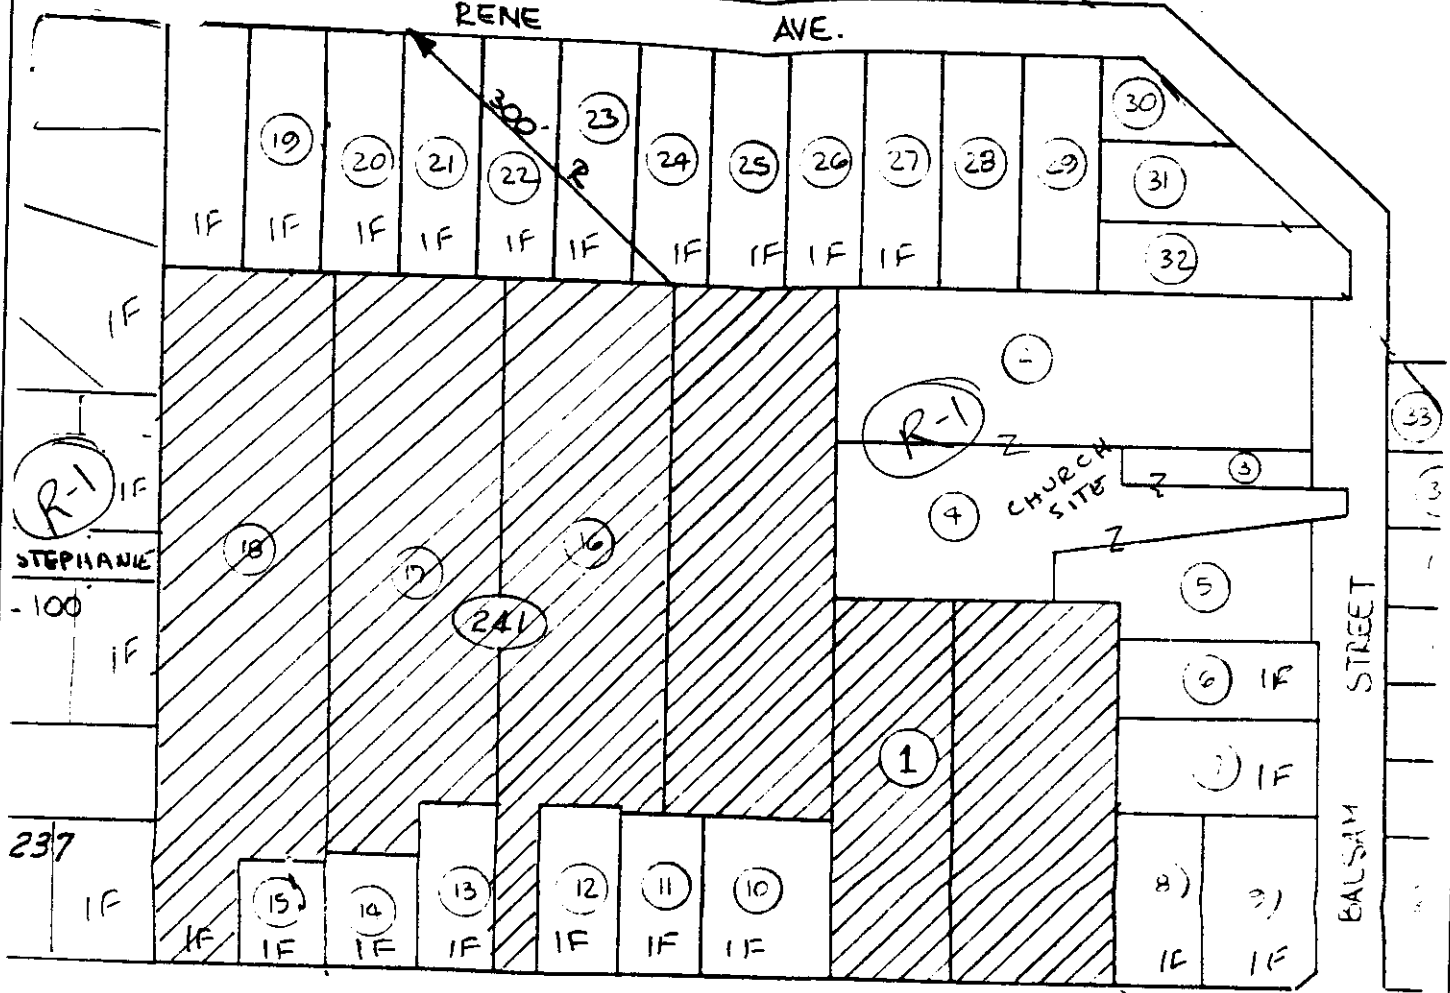 RENE AVE.
300- R
19 20 21 22 23 24 25 26 27 28 29 30
31
32
1F 1F 1F 1F 1F 1F 1F 1F 1F 1F
1F
R-1
33
R-1 1F
CHURCH SITE
3
4
18 17 16
STEPHANIE
5
- 100
241
1F
6 1F
STREET
1
7) 1F
237
1F
15 14 13 12 11 10
8) 9)
BALSAM
1F 1F 1F 1F 1F 1F 1F 1F 1F